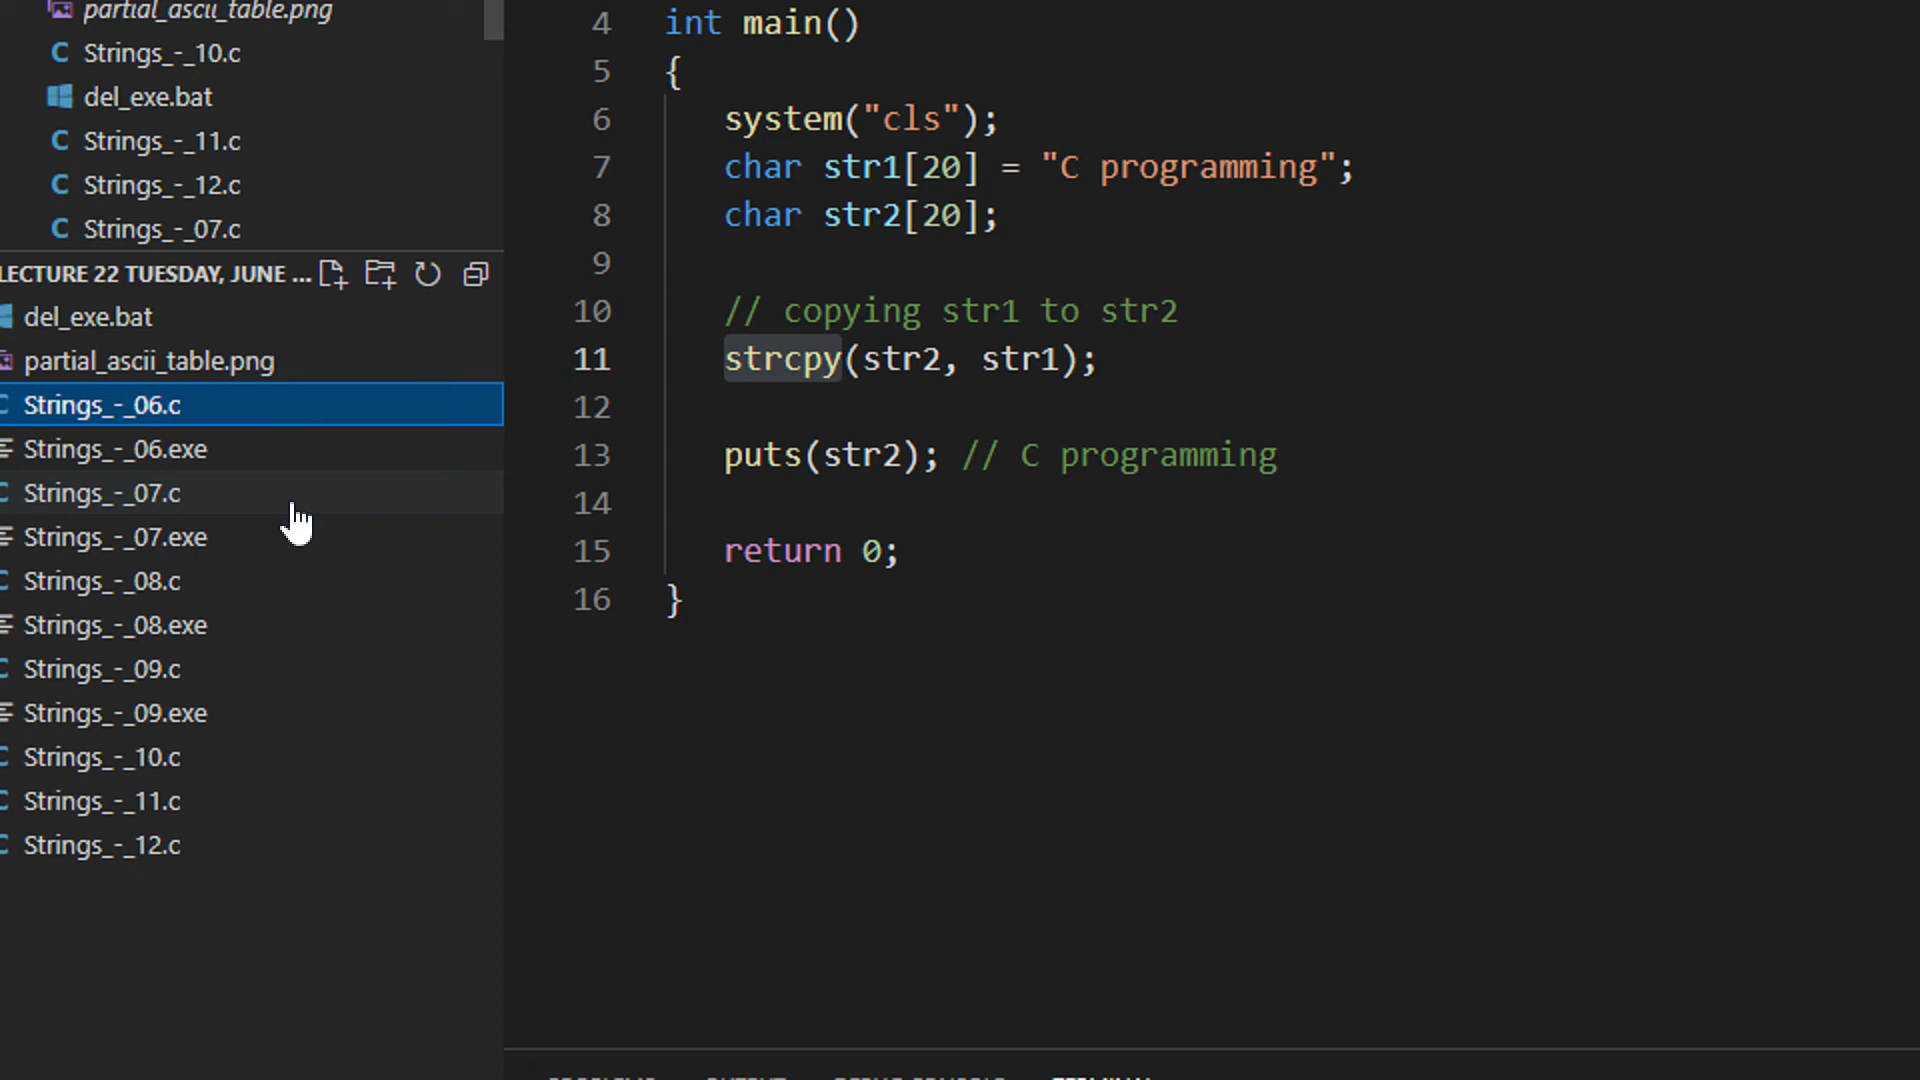 partial_ascii_table.png
Strings_-_10.c
del_exe.bat
Strings_-_11.c
Strings_-_12.c
Strings_-_07.c
LECTURE 22 TUESDAY, JUNE ...
del_exe.bat
partial_ascii_table.png
Strings_-_06.c
Strings_-_06.exe
Strings_-_07.c
Strings_-_07.exe
Strings_-_08.c
Strings_-_08.exe
Strings_-_09.c
Strings_-_09.exe
Strings_-_10.c
Strings_-_11.c
Strings_-_12.c
4 int main()
5 {
6 system("cls");
7 char str1[20] = "C programming";
8 char str2[20];
9
10 // copying str1 to str2
11 strcpy(str2, str1);
12
13 puts(str2); // C programming
14
15 return 0;
16 }